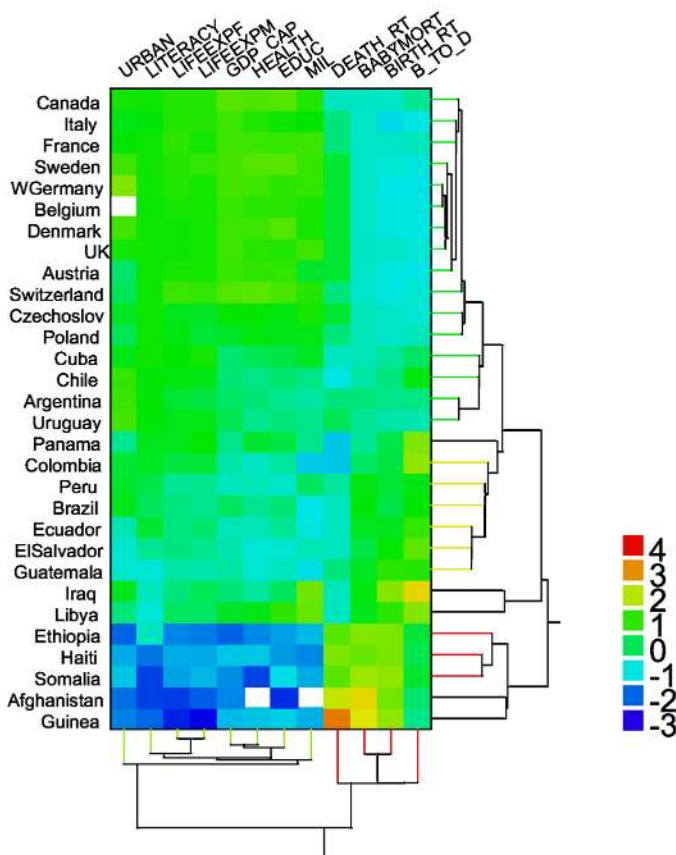 URBAN
LITERACY
LIFEEXPF
LIFEEXPM
GDP_CAP
HEALTH
EDUC
MIL
DEATH_RT
BABYMORT
BIRTH_RT
B_TO_D
Canada
Italy
France
Sweden
WGermany
Belgium
Denmark
UK
Austria
Switzerland
Czechoslov
Poland
Cuba
Chile
Argentina
Uruguay
Panama
Colombia
Peru
Brazil
Ecuador
ElSalvador
Guatemala
Iraq
Libya
Ethiopia
Haiti
Somalia
Afghanistan
Guinea
4
3
2
1
0
-1
-2
-3